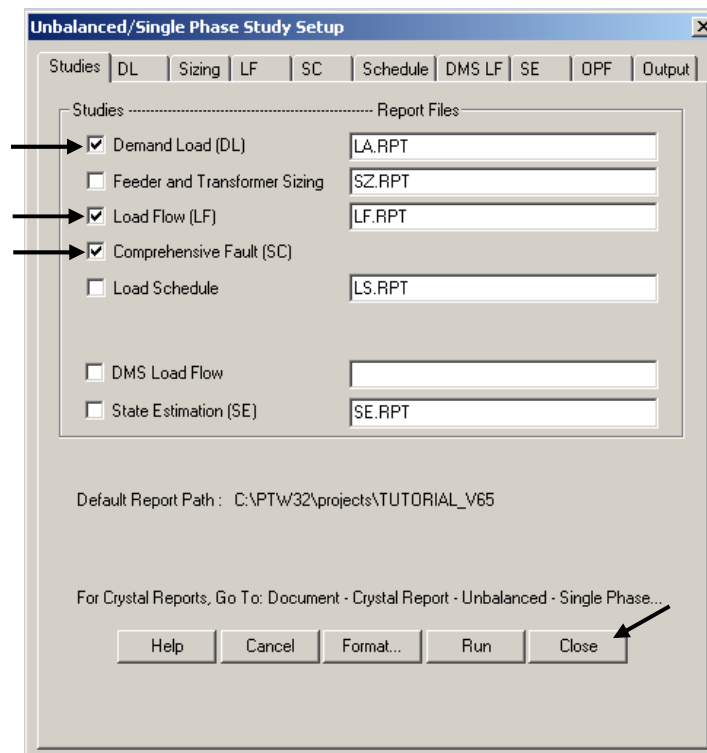 Unbalanced/Single Phase Study Setup
Studies DL Sizing LF SC Schedule DMS LF SE OPF Output
Studies ------------------------------------------------ Report Files
Demand Load (DL) LA.RPT
Feeder and Transformer Sizing SZ.RPT
Load Flow (LF) LF.RPT
Comprehensive Fault (SC)
Load Schedule LS.RPT
DMS Load Flow
State Estimation (SE) SE.RPT
Default Report Path : C:\PTW32\projects\TUTORIAL_V65
For Crystal Reports, Go To: Document - Crystal Report - Unbalanced - Single Phase...
Help Cancel Format... Run Close